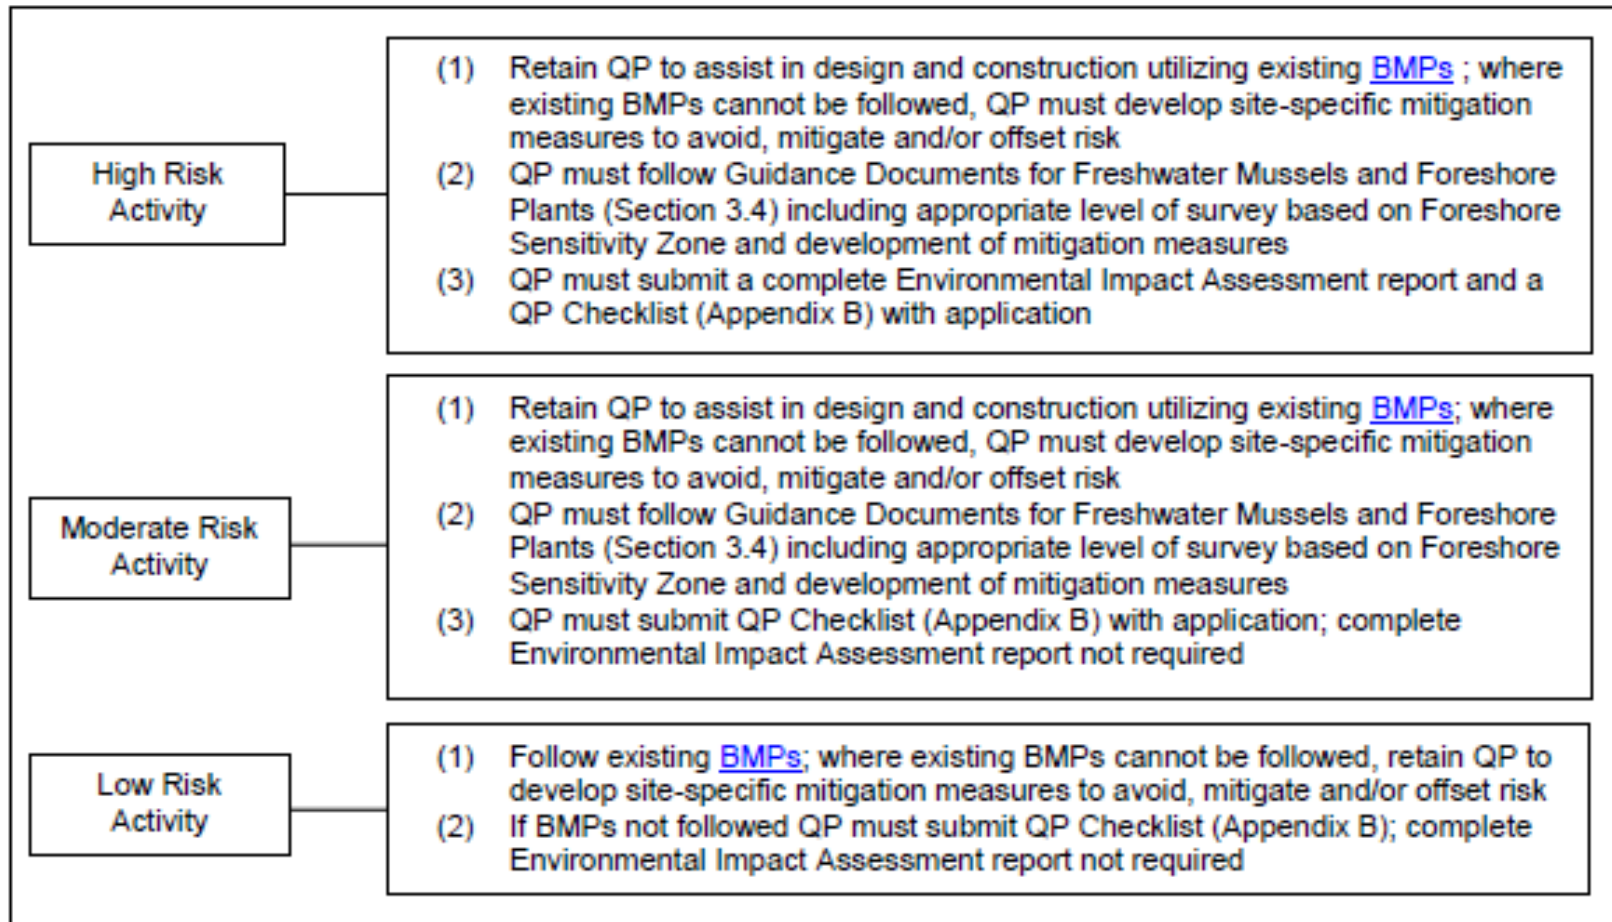 High Risk
Activity
(1) Retain QP to assist in design and construction utilizing existing BMPs ; where
existing BMPs cannot be followed, QP must develop site-specific mitigation
measures to avoid, mitigate and/or offset risk
(2) QP must follow Guidance Documents for Freshwater Mussels and Foreshore
Plants (Section 3.4) including appropriate level of survey based on Foreshore
Sensitivity Zone and development of mitigation measures
(3) QP must submit a complete Environmental Impact Assessment report and a
QP Checklist (Appendix B) with application
Moderate Risk
Activity
(1) Retain QP to assist in design and construction utilizing existing BMPs; where
existing BMPs cannot be followed, QP must develop site-specific mitigation
measures to avoid, mitigate and/or offset risk
(2) QP must follow Guidance Documents for Freshwater Mussels and Foreshore
Plants (Section 3.4) including appropriate level of survey based on Foreshore
Sensitivity Zone and development of mitigation measures
(3) QP must submit QP Checklist (Appendix B) with application; complete
Environmental Impact Assessment report not required
Low Risk
Activity
(1) Follow existing BMPs; where existing BMPs cannot be followed, retain QP to
develop site-specific mitigation measures to avoid, mitigate and/or offset risk
(2) If BMPs not followed QP must submit QP Checklist (Appendix B); complete
Environmental Impact Assessment report not required